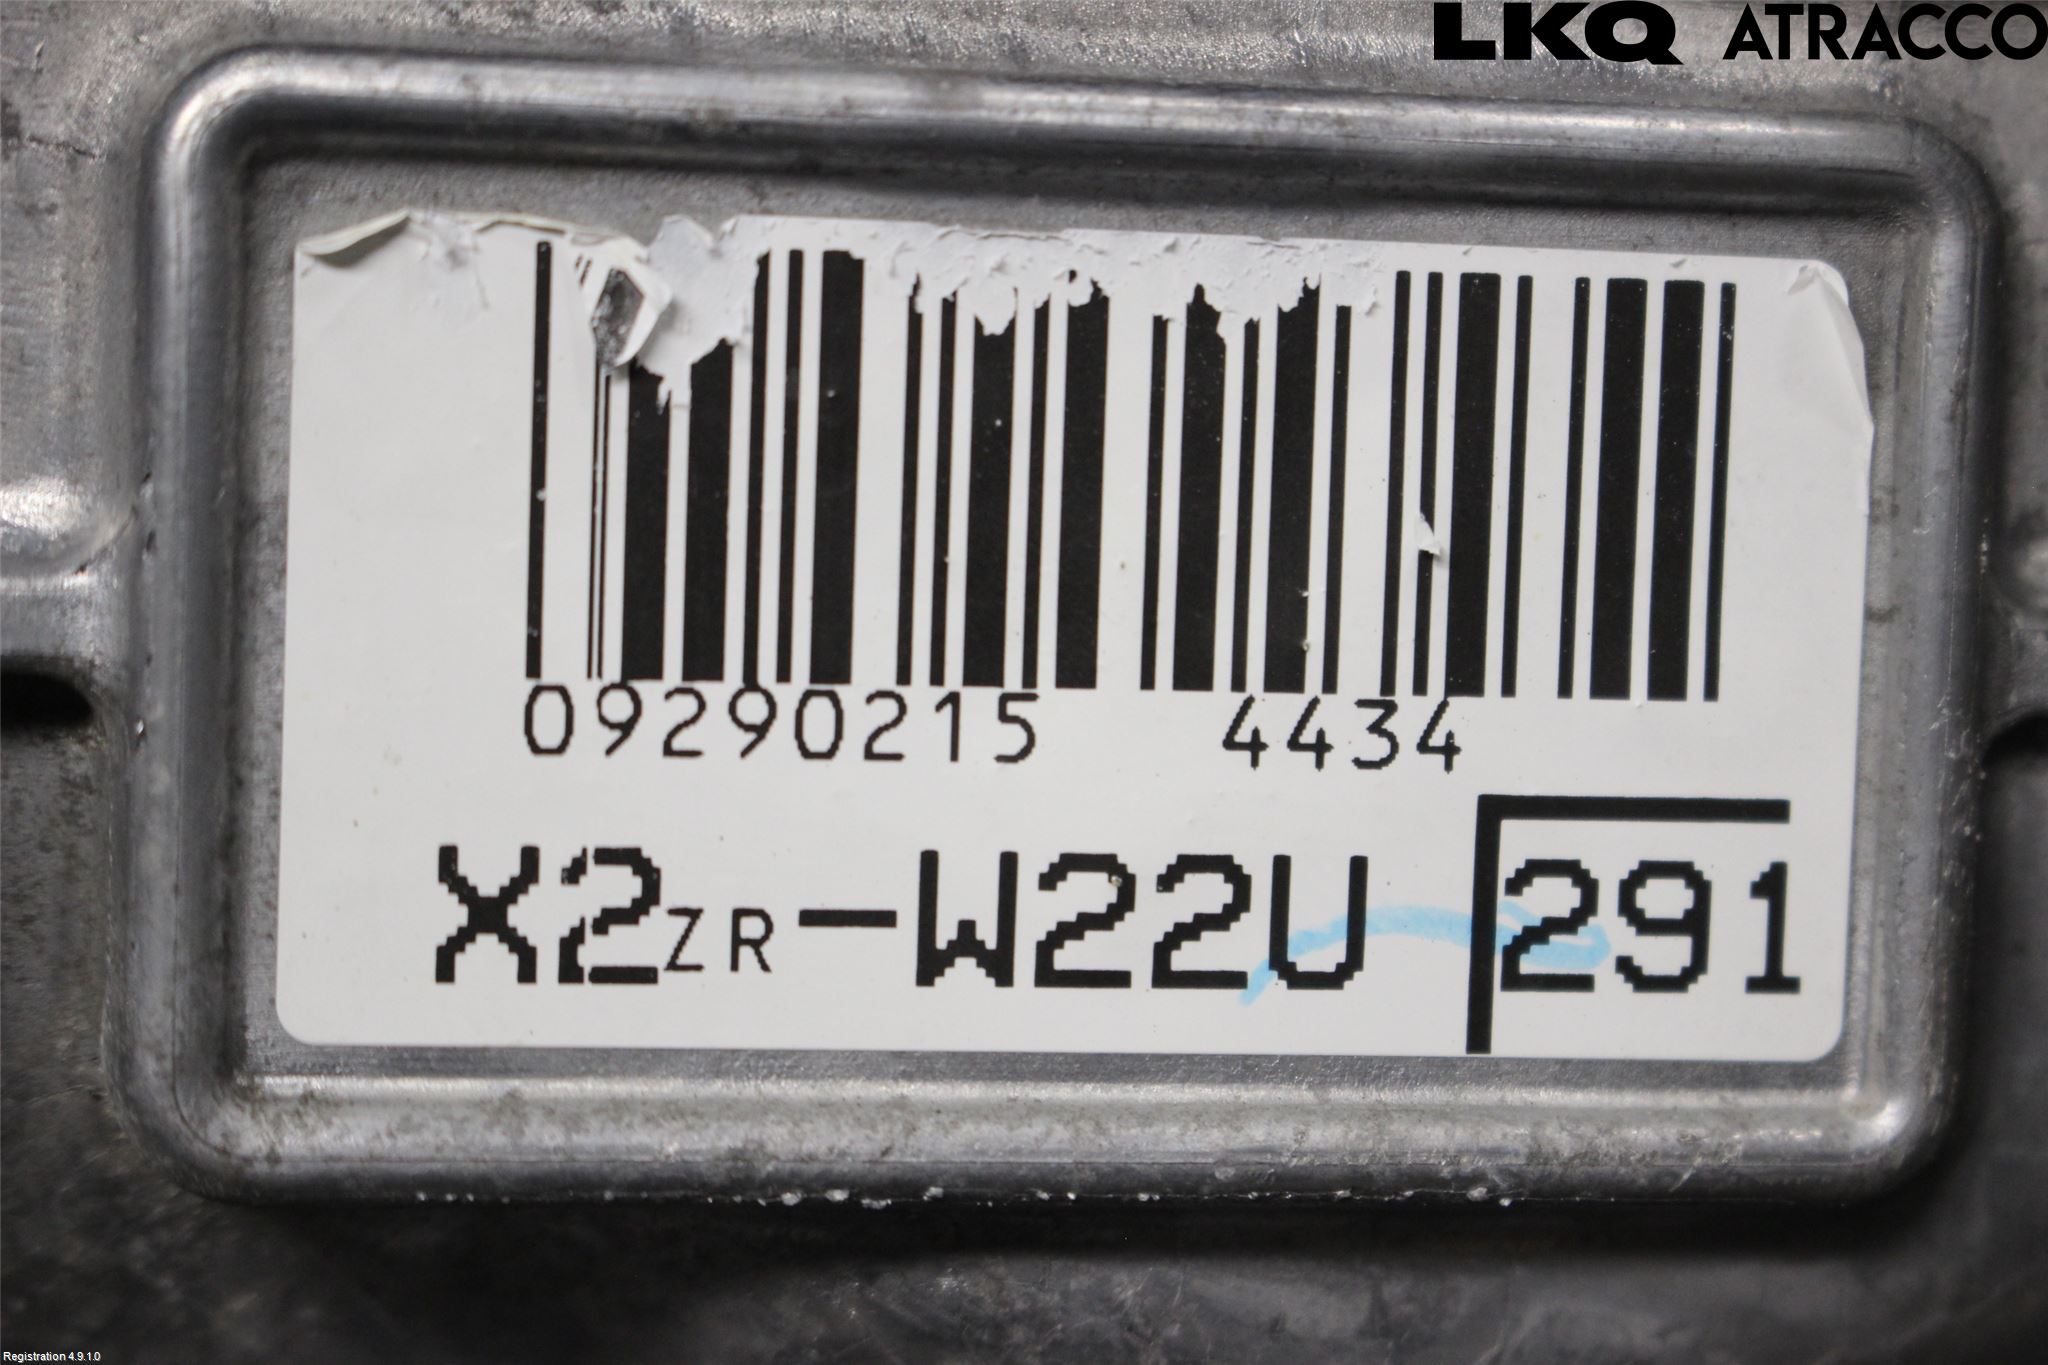 LKQ ATRACCO
09290215 4434
X2ZR-W22U 291
Registration 4.9.1.0